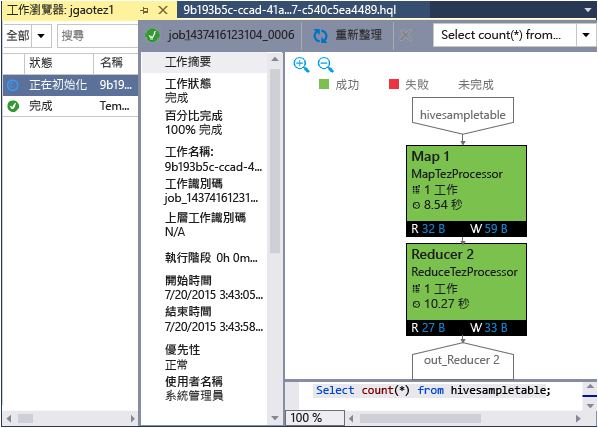 工作瀏覽器: jgaotez1
9b193b5c-ccad-41a...7-c540c5ea4489.hql
全部
搜尋
job_1437416123104_0006
重新整理
Select count(*) from...
狀態
名稱
正在初始化
9b19...
完成
Tem...
工作摘要
工作狀態
完成
百分比完成
100% 完成
工作名稱:
9b193b5c-ccad-4...
工作識別碼
job_14374161231...
上層工作識別碼
N/A
執行階段 0h 0m...
開始時間
7/20/2015 3:43:05...
結束時間
7/20/2015 3:43:58...
優先性
正常
使用者名稱
系統管理員
成功
失敗
未完成
hivesampletable
Map 1
MapTezProcessor
1 工作
8.54 秒
R 32 B W 59 B
Reducer 2
ReduceTezProcessor
1 工作
10.27 秒
R 27 B W 33 B
out_Reducer 2
Select count(*) from hivesampletable;
100 %